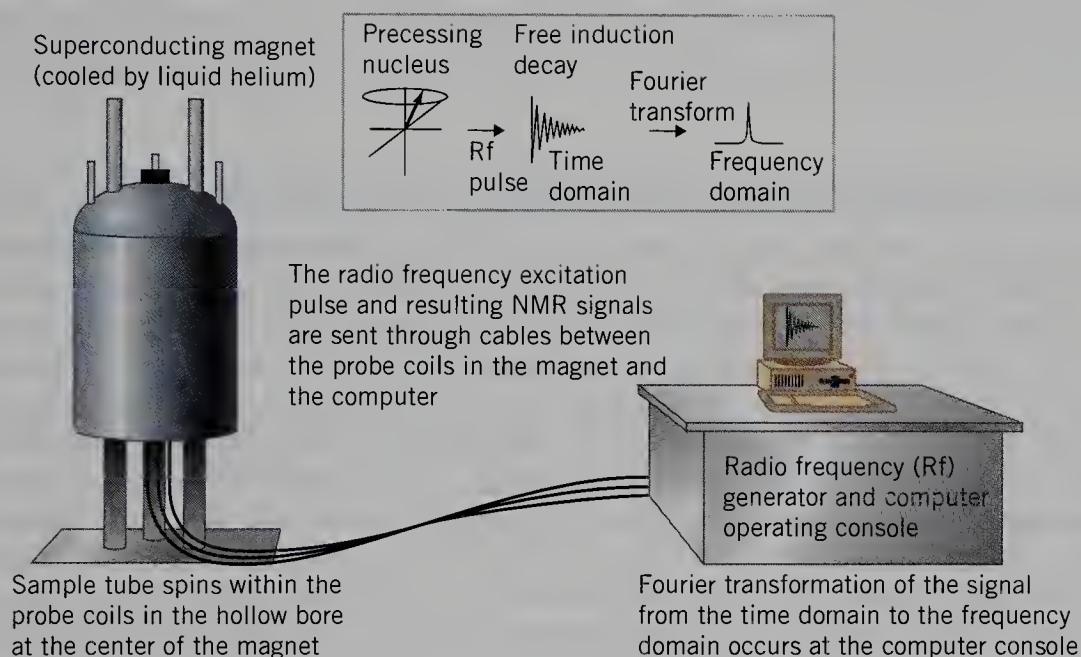 Superconducting magnet
(cooled by liquid helium)
Precessing
nucleus
Rf
pulse
Free induction
decay
Time
domain
Fourier
transform
Frequency
domain
The radio frequency excitation
pulse and resulting NMR signals
are sent through cables between
the probe coils in the magnet and
the computer
Radio frequency (Rf)
generator and computer
operating console
Sample tube spins within the
probe coils in the hollow bore
at the center of the magnet
Fourier transformation of the signal
from the time domain to the frequency
domain occurs at the computer console